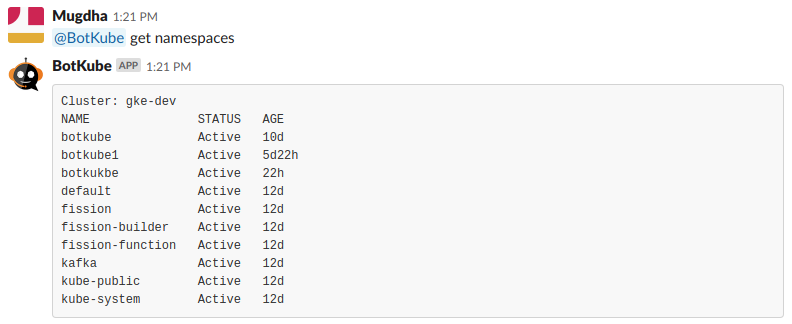 Mugdha 1:21 PM
@BotKube get namespaces
BotKube APP 1:21 PM
Cluster: gke-dev
NAME STATUS AGE
botkube Active 10d
botkube1 Active 5d22h
botkukbe Active 22h
default Active 12d
fission Active 12d
fission-builder Active 12d
fission-function Active 12d
kafka Active 12d
kube-public Active 12d
kube-system Active 12d